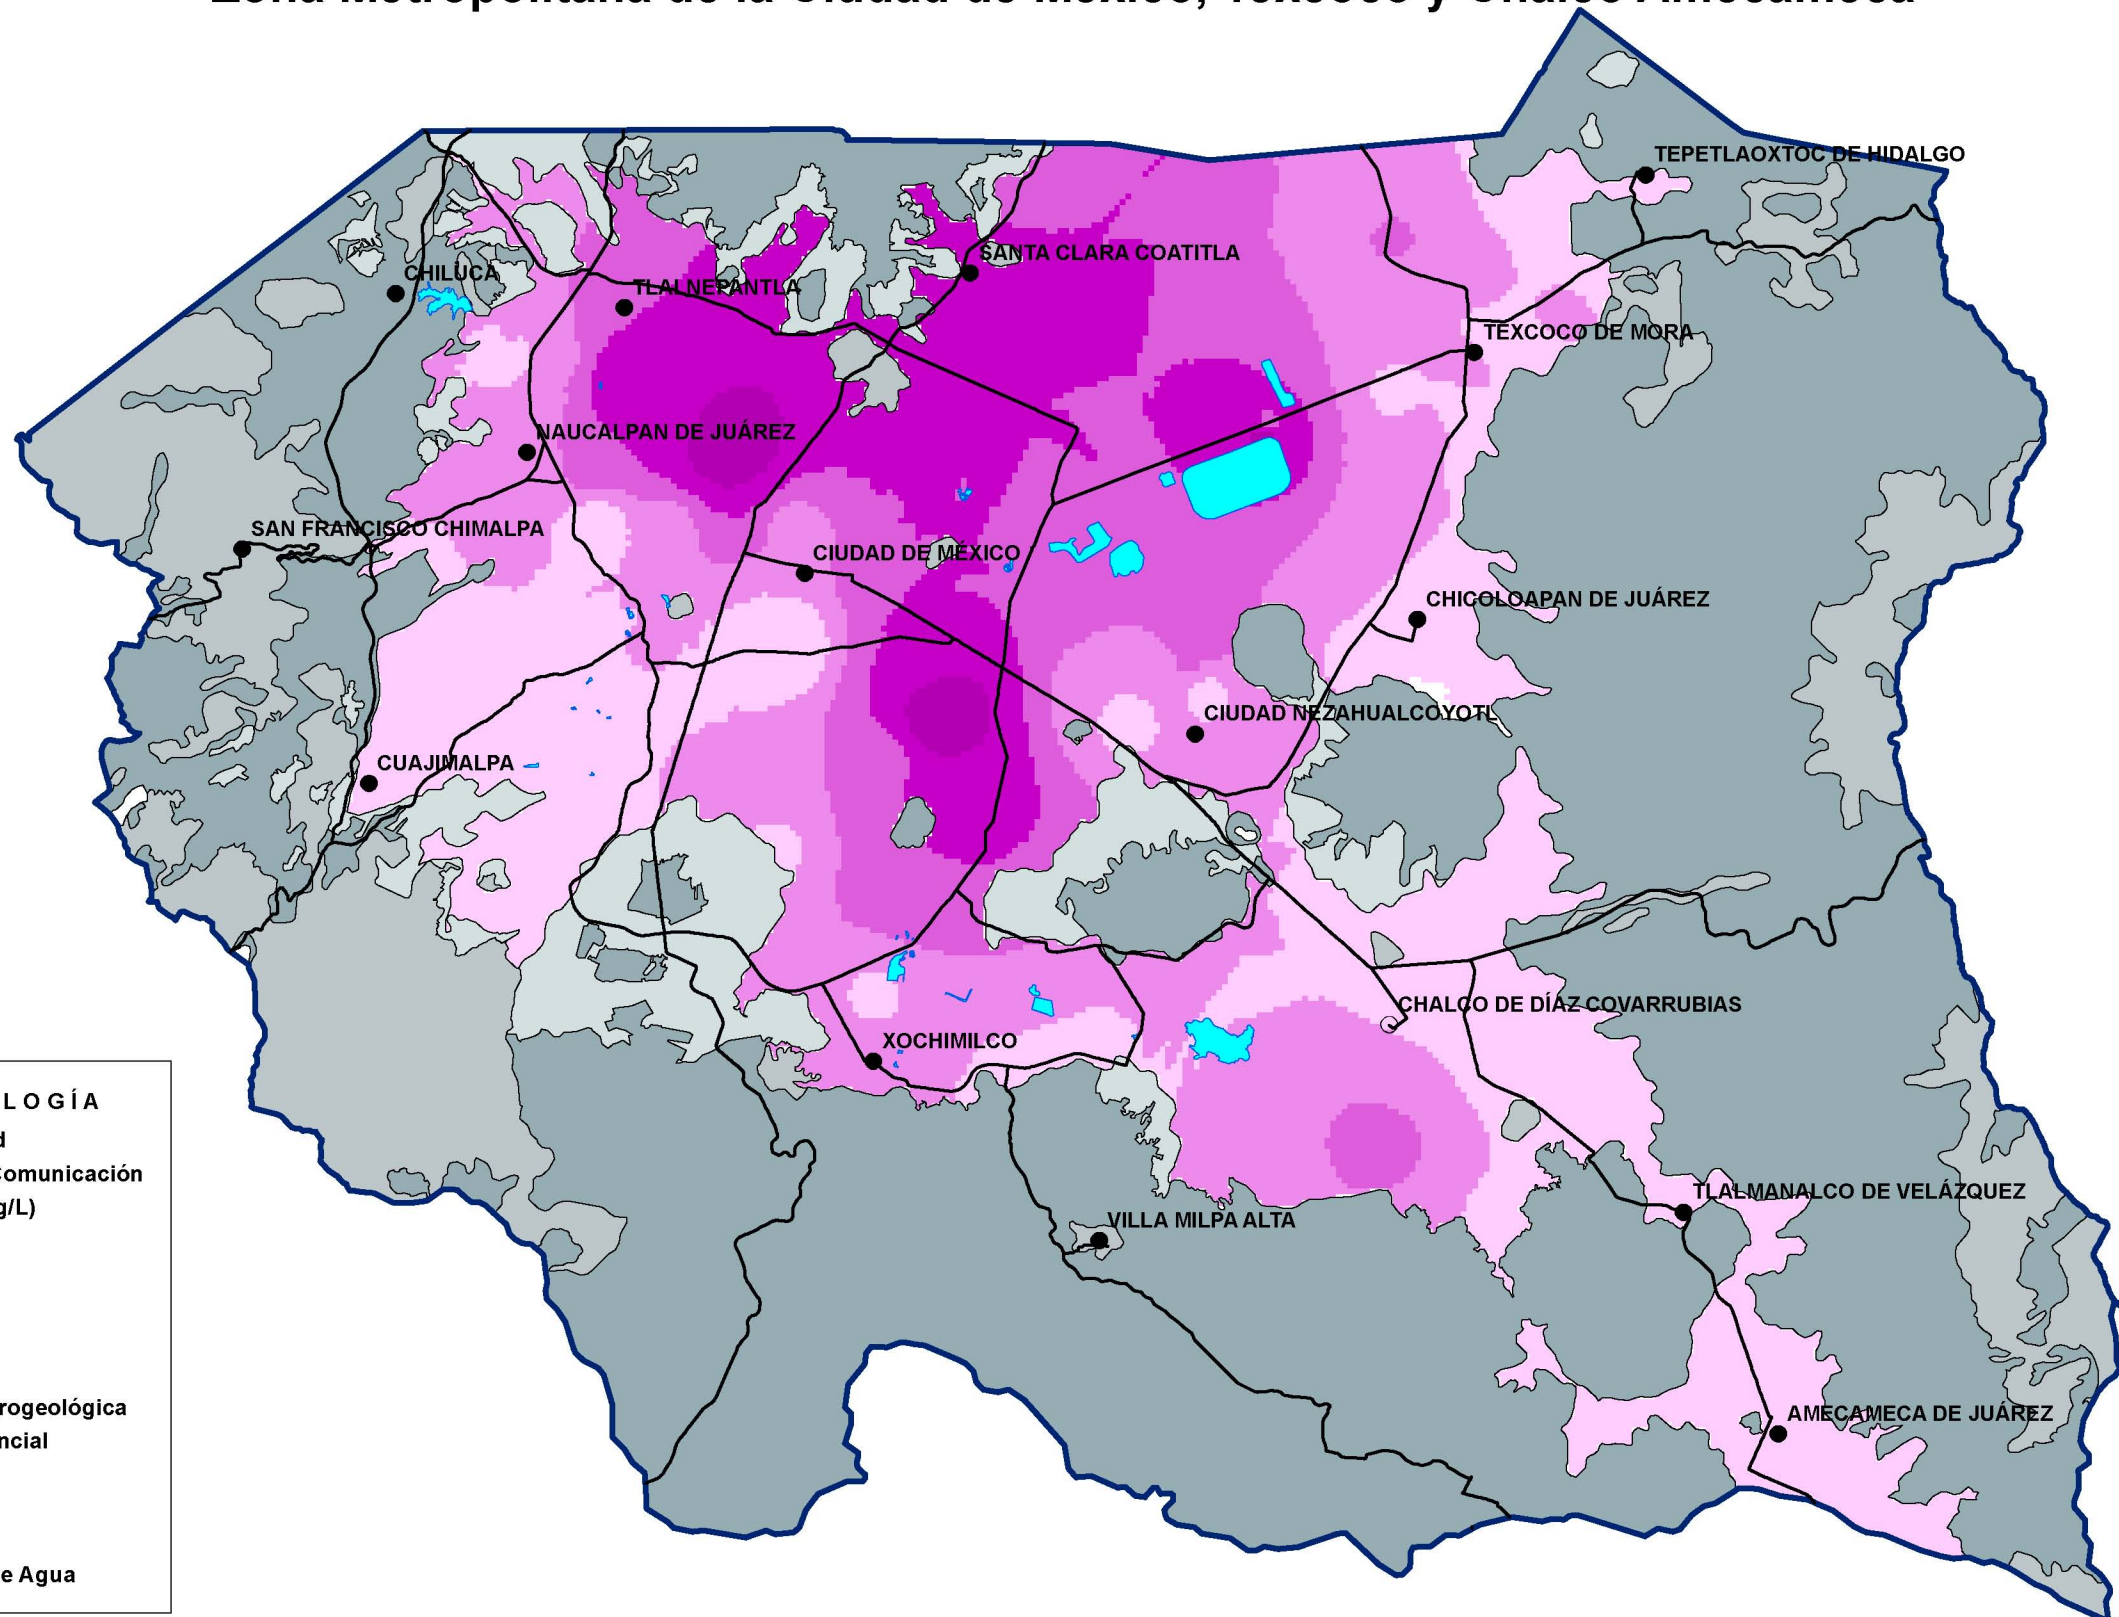 TEPETLAOXTOC DE HIDALGO
SANTA CLARA COATITLA
CHILUCA
TLALNEPANTLA
TEXCOCO DE MORA
NAUCALPAN DE JUÁREZ
SAN FRANCISCO CHIMALPA
CIUDAD DE MÉXICO
CHICOLOAPAN DE JUÁREZ
CIUDAD NEZAHUALCOYOTL
CUAJIMALPA
CHALCO DE DÍAZ COVARRUBIAS
XOCHIMILCO
TLALMANALCO DE VELÁZQUEZ
VILLA MILPA ALTA
AMECAMECA DE JUÁREZ
L O G Í A
d
Comunicación
g/L)
rogeológica
ncial
e Agua